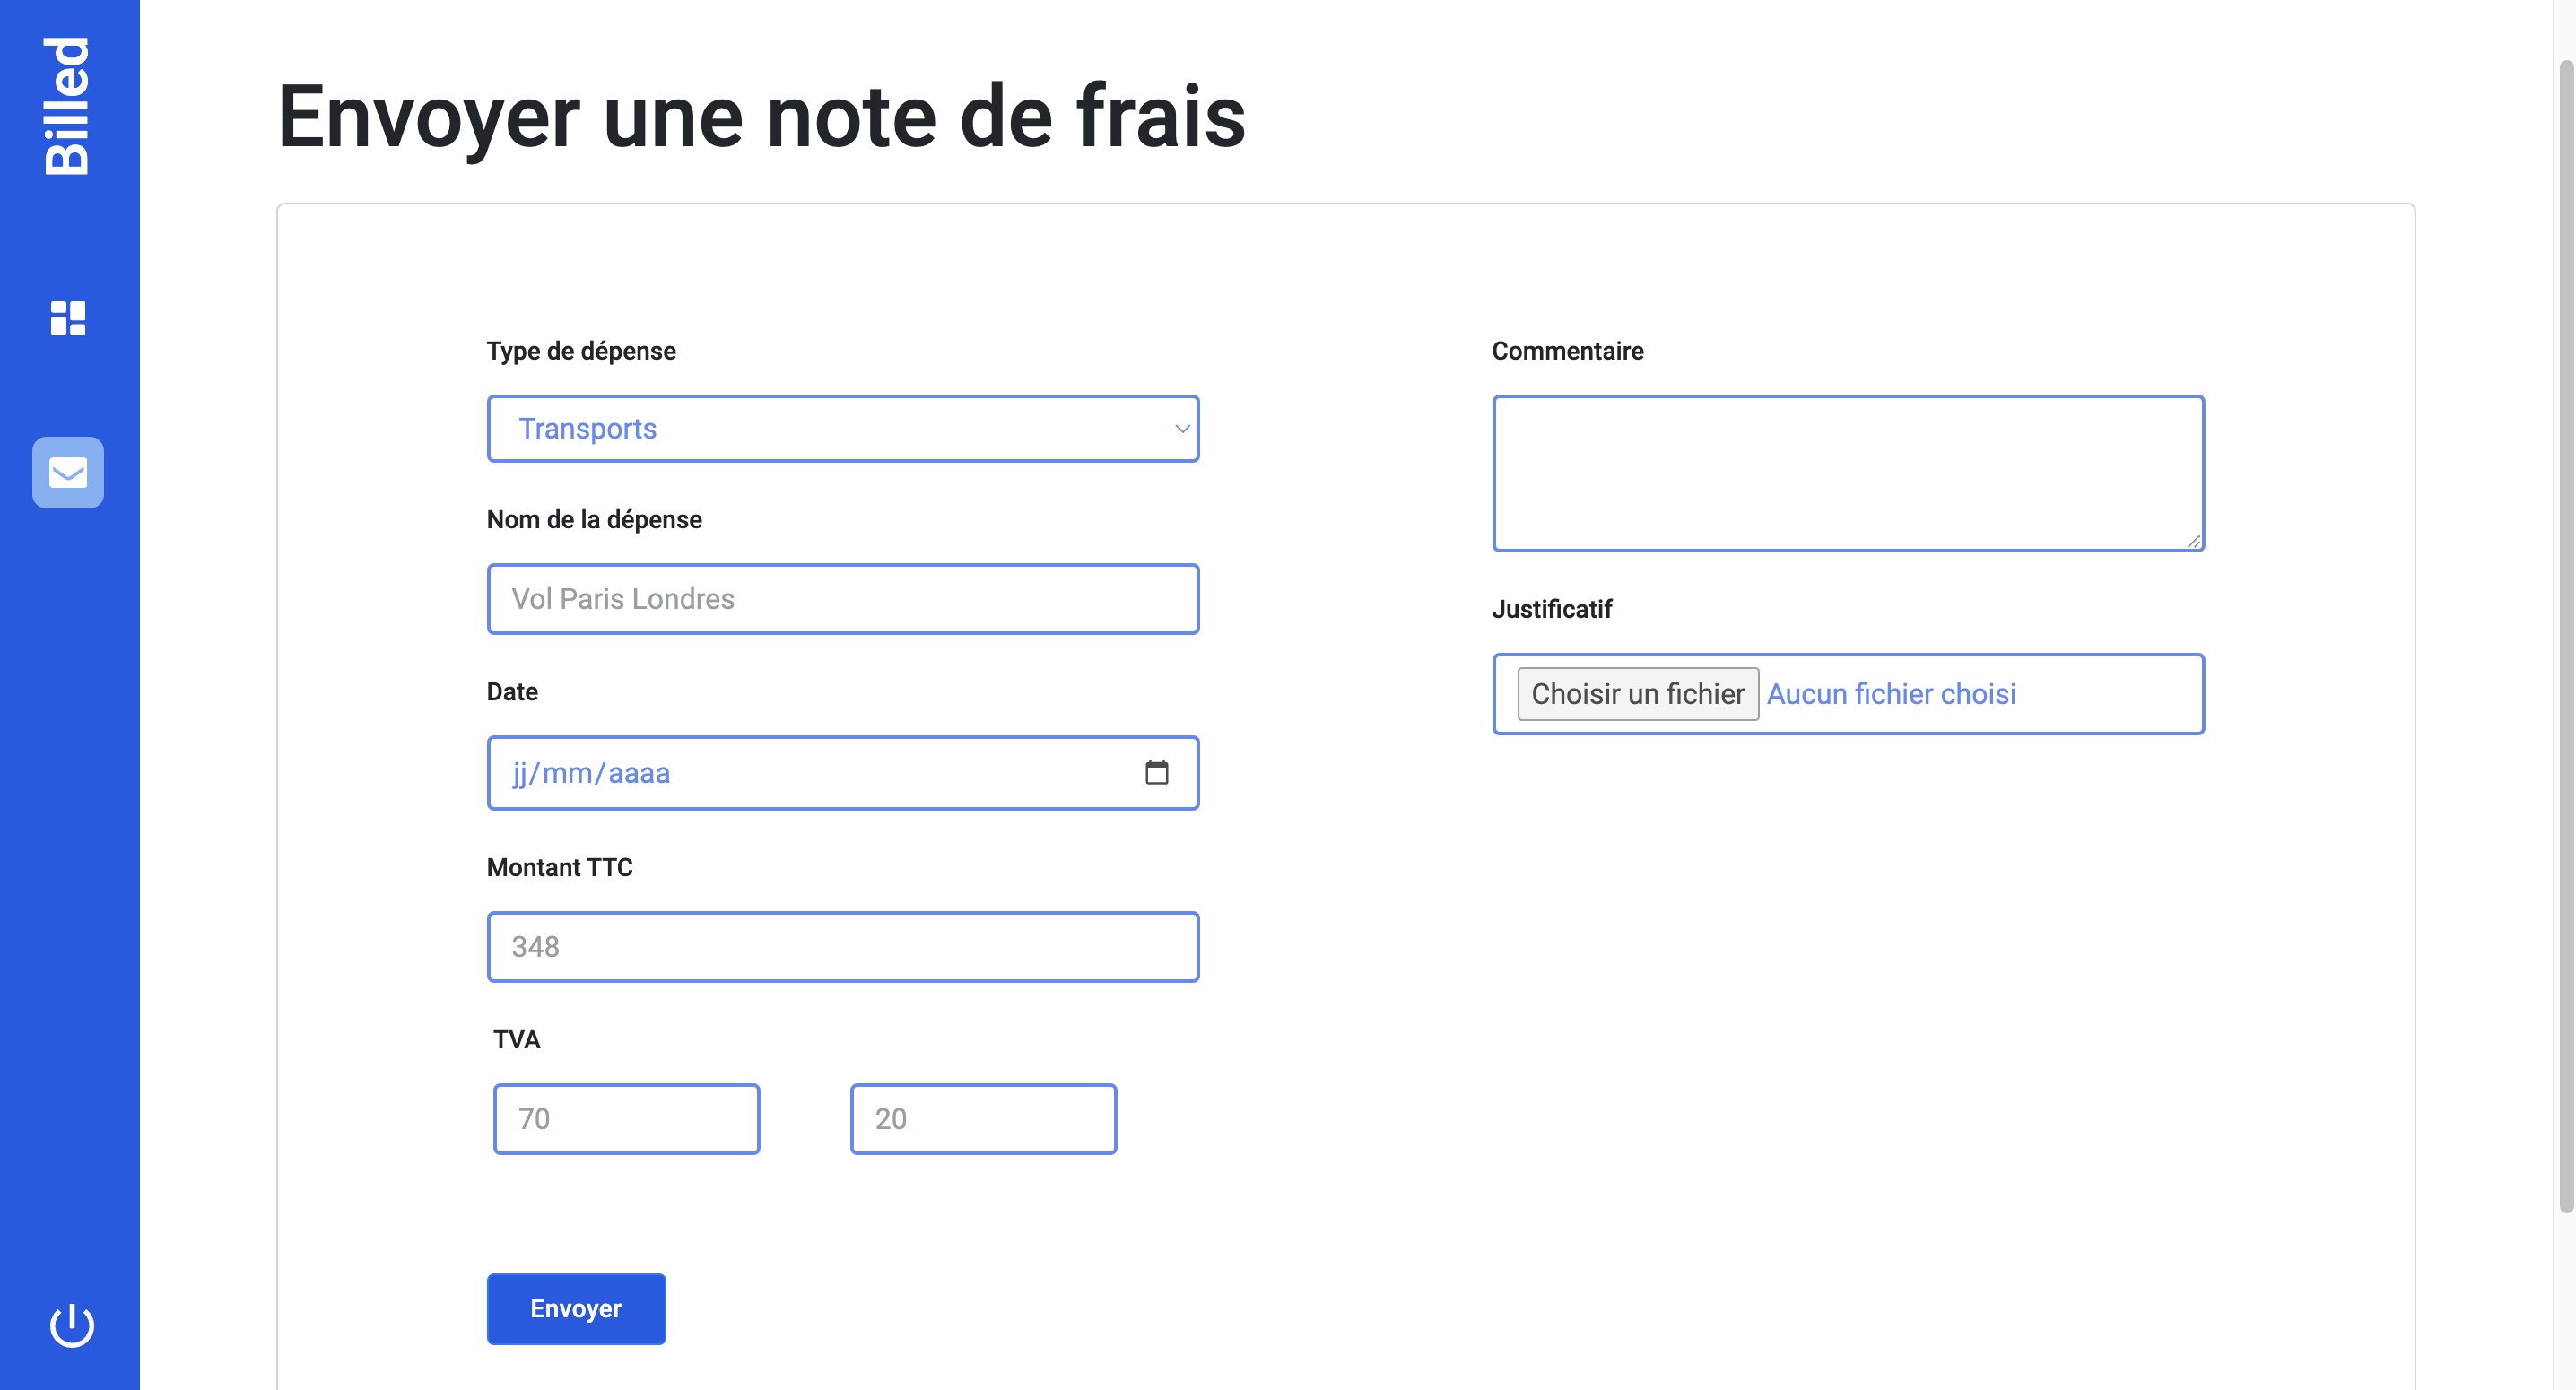 Billed
Envoyer une note de frais
Type de dépense
Transports
Nom de la dépense
Vol Paris Londres
Date
jj/mm/aaaa
Montant TTC
348
TVA
70
20
Envoyer
Commentaire
Justificatif
Choisir un fichier Aucun fichier choisi